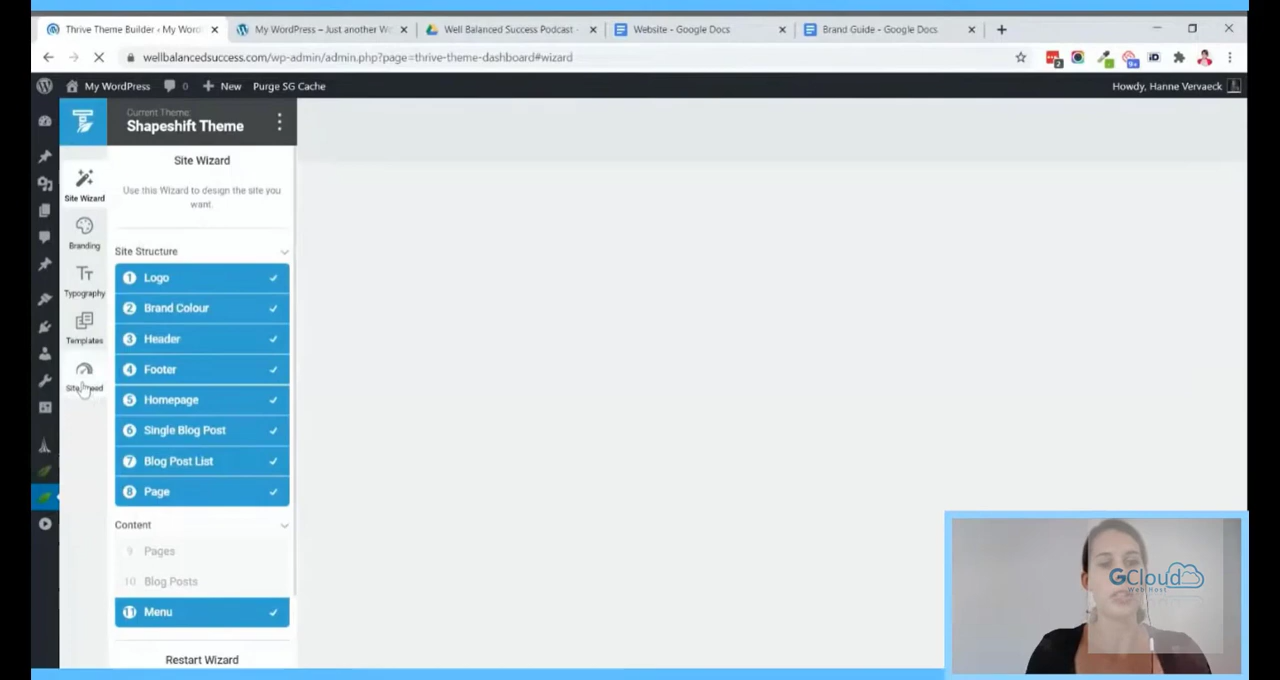 Thrive Theme Builder ‹ My Word
My WordPress – Just another Wo
Well Balanced Success Podcast -
Website - Google Docs
Brand Guide - Google Docs
wellbalancedsuccess.com/wp-admin/admin.php?page=thrive-theme-dashboard#wizard
My WordPress
0
New
Purge SG Cache
Howdy, Hanne Vervaeck
Current Theme:
Shapeshift Theme
Site Wizard
Use this Wizard to design the site you
want.
Site Wizard
Branding
Typography
Templates
Site
Site Structure
1 Logo
2 Brand Colour
3 Header
4 Footer
5 Homepage
6 Single Blog Post
7 Blog Post List
8 Page
Content
9 Pages
10 Blog Posts
11 Menu
Restart Wizard
GCloud
Web Host